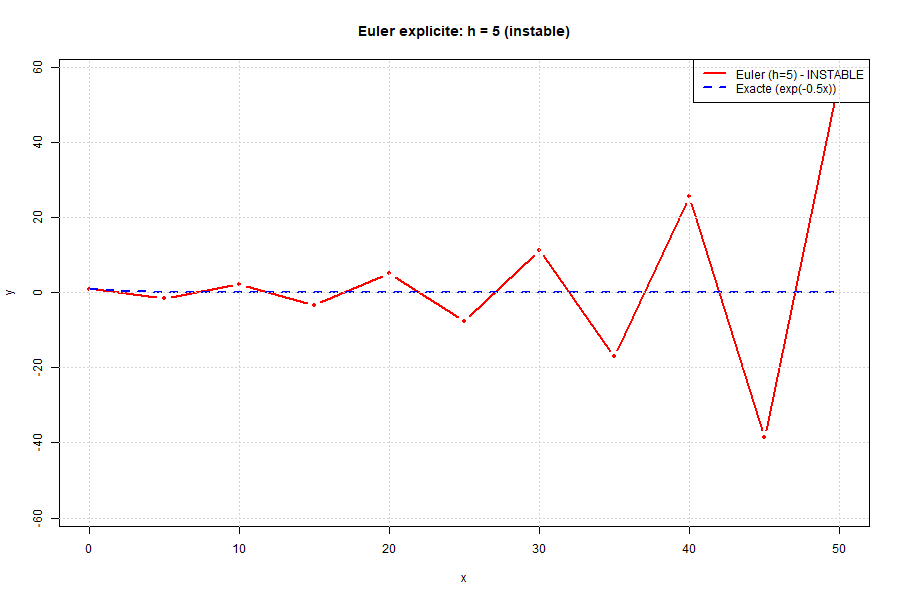 Euler explicite: h = 5 (instable)
Euler (h=5) - INSTABLE
Exacte (exp(-0.5x))
60
40
20
0
-20
-40
-60
y
0 10 20 30 40 50
x